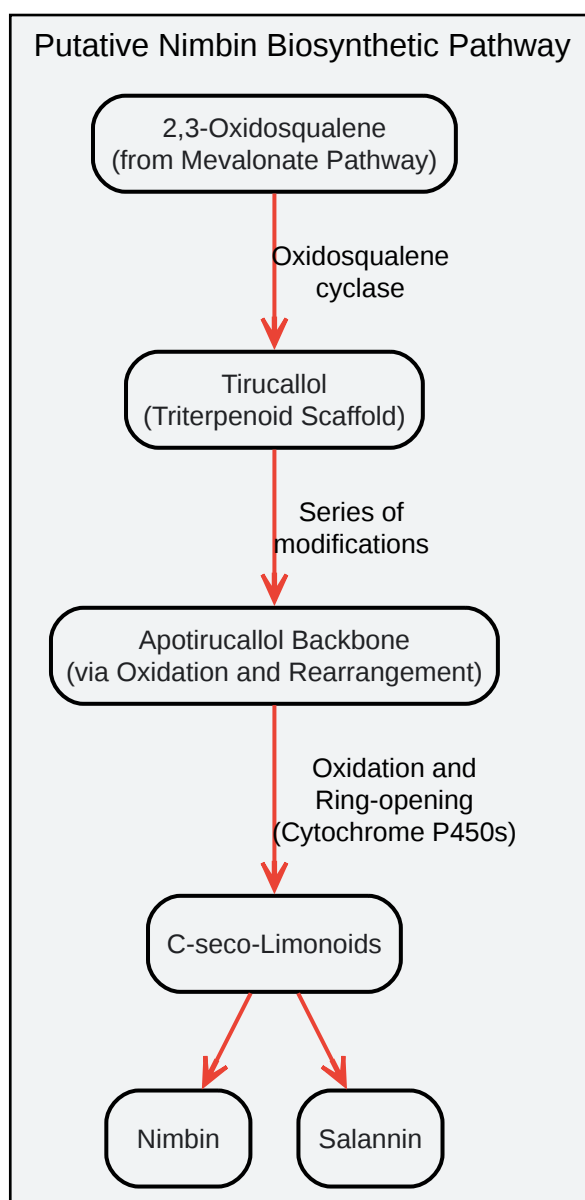 Putative Nimbin Biosynthetic Pathway
2,3-Oxidosqualene
(from Mevalonate Pathway)
Oxidosqualene
cyclase
Tirucallol
(Triterpenoid Scaffold)
Series of
modifications
Apotirucallol Backbone
(via Oxidation and Rearrangement)
Oxidation and
Ring-opening
(Cytochrome P450s)
C-seco-Limonoids
Nimbin
Salannin